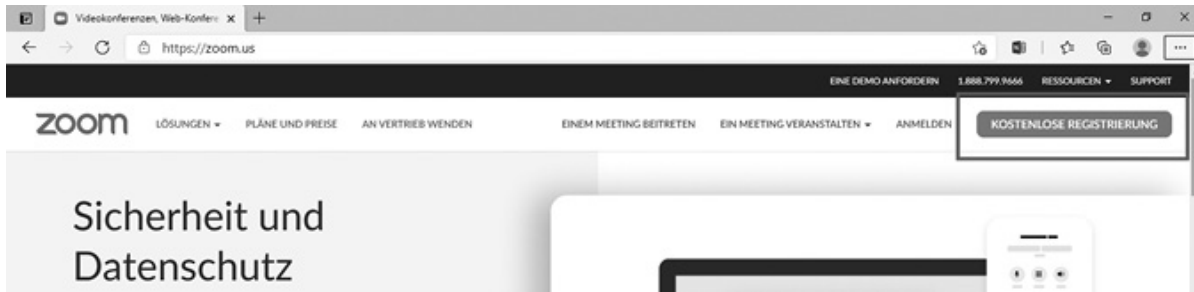 Videokonferenzen, Web-Konfere
https://zoom.us
EINE DEMO ANFORDERN 1.888.799.9666 RESSOURCEN SUPPORT
zoom LÖSUNGEN PLÄNE UND PREISE AN VERTRIEB WENDEN EINEM MEETING BEITRETEN EIN MEETING VERANSTALTEN ANMELDEN KOSTENLOSE REGISTRIERUNG
Sicherheit und
Datenschutz